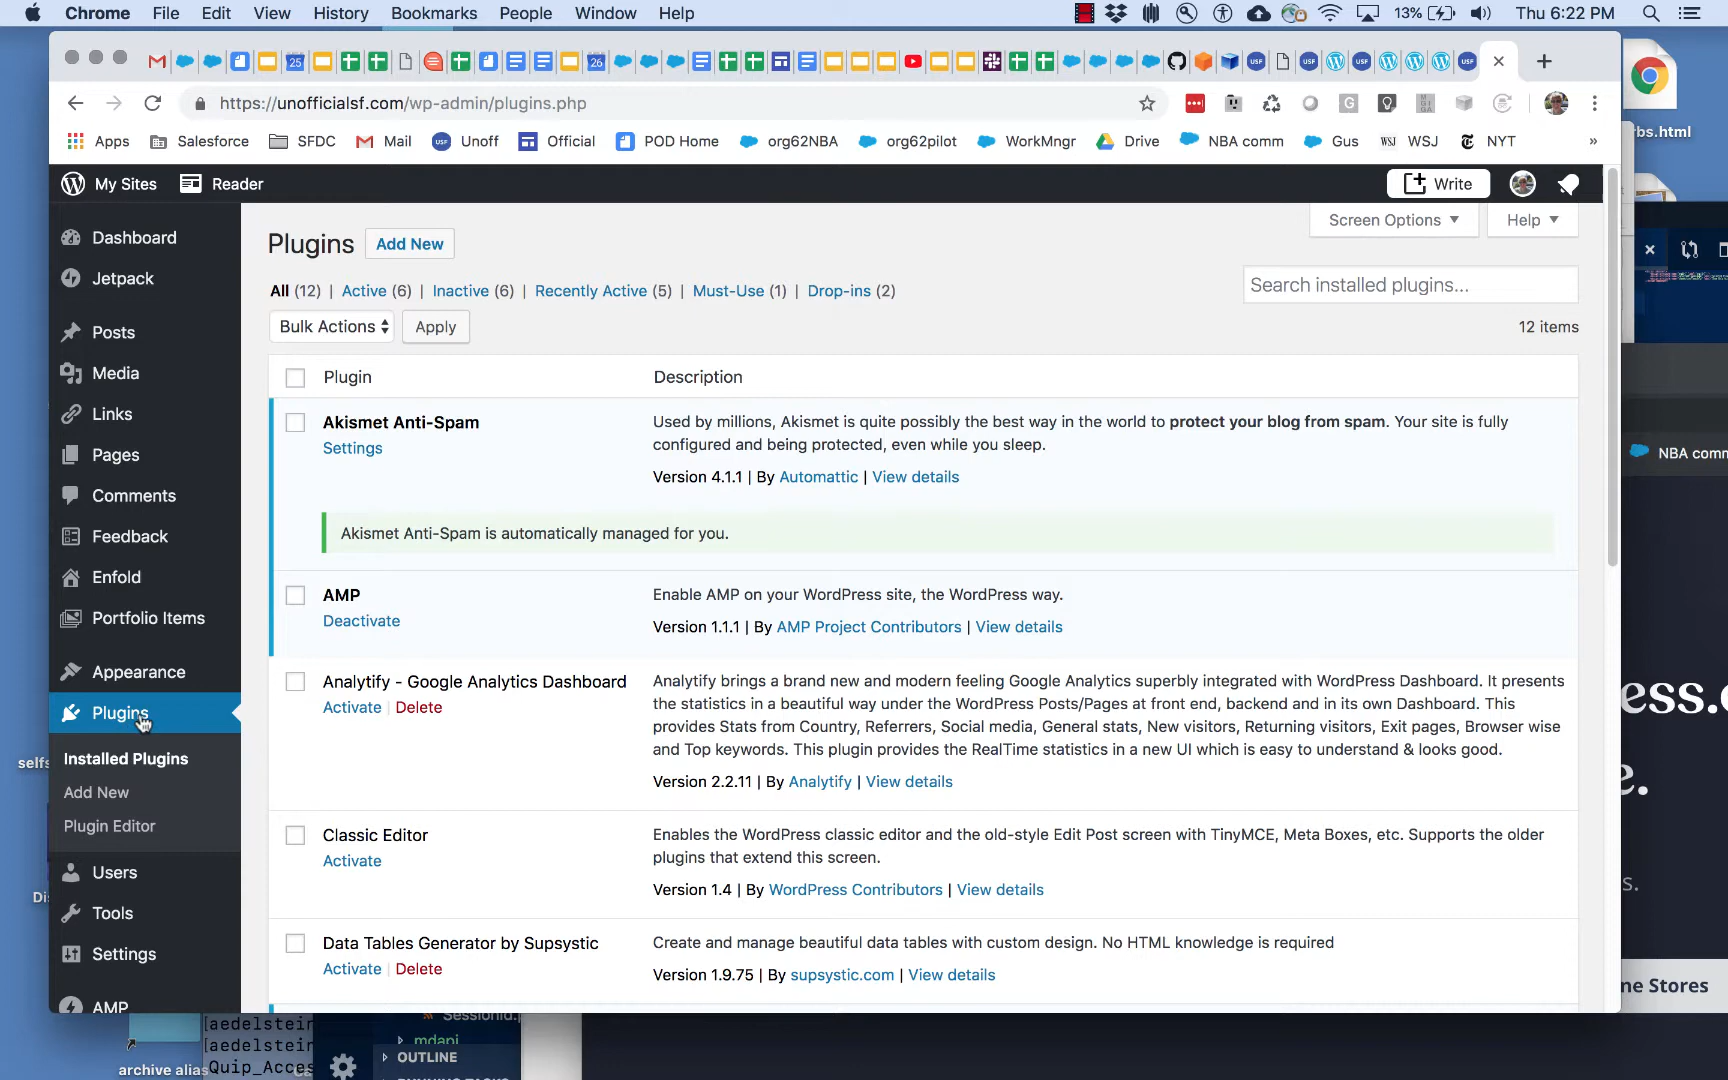 Chrome File Edit View History Bookmarks People Window Help 13% Thu 6:22 PM
25 26 USF USF USF USF
https://unofficialsf.com/wp-admin/plugins.php
rbs.html
Apps Salesforce SFDC Mail USF Unoff Official POD Home org62NBA org62pilot WorkMngr Drive NBA comm Gus WSJ WSJ NYT »
My Sites Reader Write
Screen Options Help
Dashboard
Jetpack
Posts
Media
Links
Pages
Comments
Feedback
Enfold
Portfolio Items
Appearance
Plugins
Installed Plugins
Add New
Plugin Editor
Users
Tools
Settings
AMP
Plugins Add New
All (12) | Active (6) | Inactive (6) | Recently Active (5) | Must-Use (1) | Drop-ins (2)
Search installed plugins...
Bulk Actions Apply
12 items
Plugin Description
Akismet Anti-Spam
Settings
Used by millions, Akismet is quite possibly the best way in the world to protect your blog from spam. Your site is fully
configured and being protected, even while you sleep.
Version 4.1.1 | By Automattic | View details
Akismet Anti-Spam is automatically managed for you.
AMP
Deactivate
Enable AMP on your WordPress site, the WordPress way.
Version 1.1.1 | By AMP Project Contributors | View details
Analytify - Google Analytics Dashboard
Activate | Delete
Analytify brings a brand new and modern feeling Google Analytics superbly integrated with WordPress Dashboard. It presents
the statistics in a beautiful way under the WordPress Posts/Pages at front end, backend and in its own Dashboard. This
provides Stats from Country, Referrers, Social media, General stats, New visitors, Returning visitors, Exit pages, Browser wise
and Top keywords. This plugin provides the RealTime statistics in a new UI which is easy to understand & looks good.
Version 2.2.11 | By Analytify | View details
Classic Editor
Activate
Enables the WordPress classic editor and the old-style Edit Post screen with TinyMCE, Meta Boxes, etc. Supports the older
plugins that extend this screen.
Version 1.4 | By WordPress Contributors | View details
Data Tables Generator by Supsystic
Activate | Delete
Create and manage beautiful data tables with custom design. No HTML knowledge is required
Version 1.9.75 | By supsystic.com | View details
NBA comm
ess.c
e.
s.
ne Stores
selfs
Di
[aedelstein
[aedelstein
Quip_Acces
archive alias
SessionId.
mdapi
OUTLINE